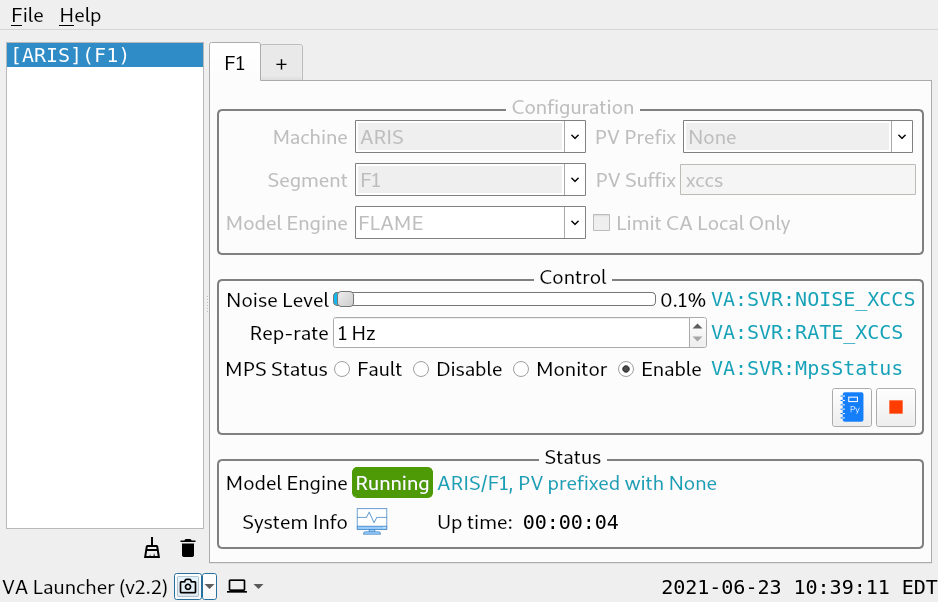 File Help
[ARIS](F1)
F1 +
Configuration
Machine ARIS PV Prefix None
Segment F1 PV Suffix xccs
Model Engine FLAME Limit CA Local Only
Control
Noise Level 0.1% VA:SVR:NOISE_XCCS
Rep-rate 1 Hz VA:SVR:RATE_XCCS
MPS Status Fault Disable Monitor Enable VA:SVR:MpsStatus
Py
Status
Model Engine Running ARIS/F1, PV prefixed with None
System Info Up time: 00:00:04
VA Launcher (v2.2) 2021-06-23 10:39:11 EDT